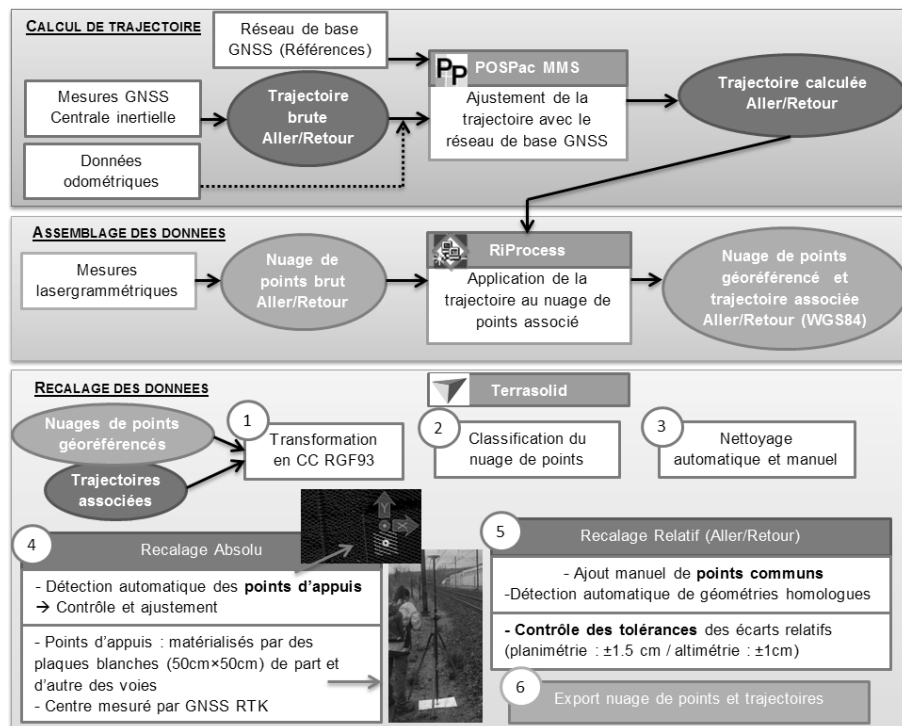 CALCUL DE TRAJECTOIRE
Réseau de base
GNSS (Références)
Mesures GNSS
Centrale inertielle
Données
odométriques
Trajectoire
brute
Aller/Retour
PP
POSPac MMS
Ajustement de la
trajectoire avec le
réseau de base GNSS
Trajectoire calculée
Aller/Retour
ASSEMBLAGE DES DONNEES
Mesures
lasergrammétriques
Nuage de
points brut
Aller/Retour
RiProcess
Application de la
trajectoire au nuage de
points associé
Nuage de points
géoréférencé et
trajectoire associée
Aller/Retour (WGS84)
RECALAGE DES DONNEES
Terrasolid
Nuages de points
géoréférencés
Trajectoires
associées
1
Transformation
en CC RGF93
2
Classification du
nuage de points
3
Nettoyage
automatique et manuel
4
Recalage Absolu
Y
X
- Détection automatique des points d'appuis
→ Contrôle et ajustement
- Points d'appuis : matérialisés par des
plaques blanches (50cm×50cm) de part et
d'autre des voies
- Centre mesuré par GNSS RTK
5
Recalage Relatif (Aller/Retour)
- Ajout manuel de points communs
-Détection automatique de géométries homologues
- Contrôle des tolérances des écarts relatifs
(planimétrie : ±1.5 cm / altimétrie : ±1cm)
6
Export nuage de points et trajectoires